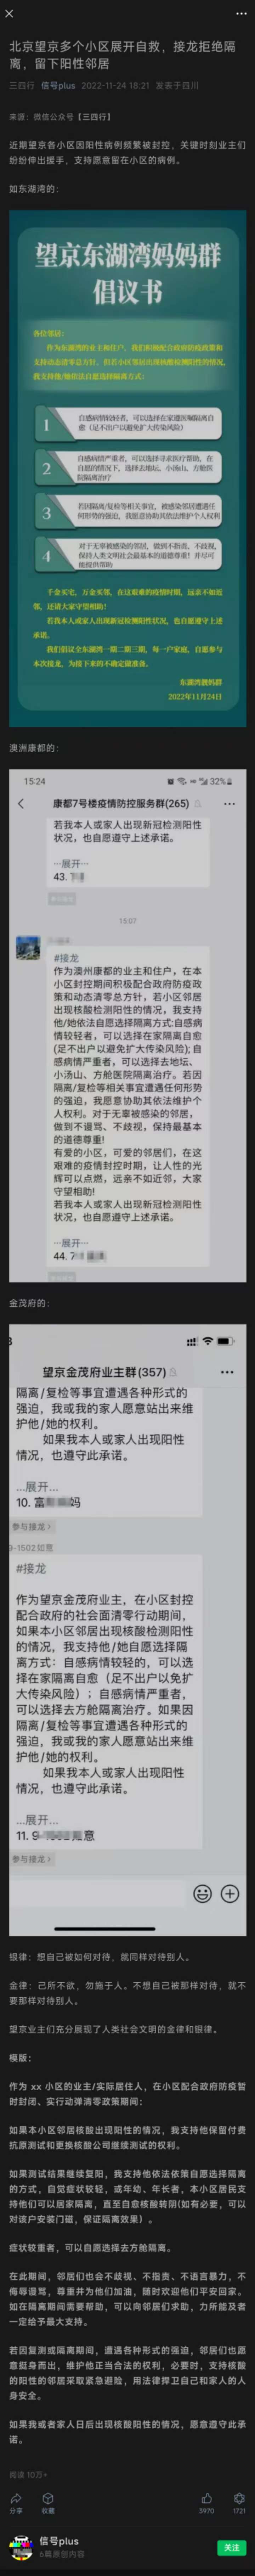 北京望京多个小区展开自救，接龙拒绝隔
离，留下阳性邻居
三四行 信号plus 2022-11-24 18:21 发表于四川
来源：微信公众号【三四行】
近期望京各小区因阳性病例频繁被封控，关键时刻业主们
纷纷伸出援手，支持愿意留在小区的病例。
如东湖湾的：
望京东湖湾妈妈群
倡议书
各位邻居：
作为东湖湾的业主和住户，我们积极配合政府防疫政策和
支持动态清零总方针，但若小区邻居出现核酸检测阳性的情况，
我支持他/她依法自愿选择隔离方式：
1
自感病情较轻者，可以选择在家遵医嘱隔离自
愈（足不出户以避免扩大传染风险）
2
自感病情严重者，可以选择寻求医疗帮助，在
自愿的情况下，选择去地坛、小汤山、方舱医
院隔离治疗
3
若因隔离/复检等相关事宜，被感染邻居遭遇任
何形势的强迫，我愿意协助其依法维护个人权利
4
对于无辜被感染的邻居，做到不指责，不歧视，
保持人类文明社会最基本的道德尊重！并尽可
能提供帮助
千金买宅，万金买邻，在这艰难的疫情时期，远亲不如近
邻，还请大家守望相助！
若我本人或家人出现新冠检测阳性状况，也自愿遵守上述
承诺。
我们倡议全东湖湾一期二期三期，每一户家庭，自愿参与
本次接龙，为接下来的不确定做准备。
东湖湾靓妈群
2022年11月24日
澳洲康都的：
15:24
32%
康都7号楼疫情防控服务群(265)
若我本人或家人出现新冠检测阳性
状况，也自愿遵守上述承诺。
···展开···
43.
15:07
#接龙
作为澳州康都的业主和住户，在本
小区封控期间积极配合政府防疫政
策和动态清零总方针，若小区邻居
出现核酸检测阳性的情况，我支持
他/她依法自愿选择隔离方式:自感病
情较轻者，可以选择在家隔离自愈
(足不出户以避免扩大传染风险)；自
感病情严重者，可以选择去地坛、
小汤山、方舱医院隔离治疗。若因
隔离/复检等相关事宜遭遇任何形势
的强迫，我愿意协助其依法维护个
人权利。对于无辜被感染的邻居，
做到不谩骂、不歧视，保持最基本
的道德尊重!
有爱的小区，可爱的邻居们，在这
艰难的疫情封控时期，让人性的光
辉可以点燃，远亲不如近邻，大家
守望相助!
若我本人或家人出现新冠检测阳性
状况，也自愿遵守上述承诺。
···展开···
44. 7
金茂府的：
望京金茂府业主群(357)
隔离/复检等事宜遭遇各种形式的
强迫，我或我的家人愿意站出来维
护他/她的权利。
如果我本人或家人出现阳性
情况，也遵守此承诺。
...展开...
10. 富 妈
参与接龙>
9-1502如意
#接龙
作为望京金茂府业主，在小区封控
配合政府的社会面清零行动期间，
如果本小区邻居出现核酸检测阳性
的情况，我支持他/她自愿选择隔
离方式：自感病情较轻的，可以选
择在家隔离自愈（足不出户以免扩
大传染风险）；自感病情严重者，
可以选择去方舱隔离治疗。如果因
隔离/复检等事宜遭遇各种形式的
强迫，我或我的家人愿意站出来维
护他/她的权利。
如果我本人或家人出现阳性
情况，也遵守此承诺。
...展开...
11. 9 意
参与接龙>
银律：想自己被如何对待，就同样对待别人。
金律：己所不欲，勿施于人。不想自己被那样对待，就不
要那样对待别人。
望京业主们充分展现了人类社会文明的金律和银律。
模版：
作为 xx 小区的业主/实际居住人，在小区配合政府防疫暂
时封闭、实行动弹清零政策期间：
如果本小区邻居核酸出现阳性的情况，我支持他保留付费
抗原测试和更换核酸公司继续测试的权利。
如果测试结果继续复阳，我支持他依法依策自愿选择隔离
的方式，自觉症状较轻，或年幼、年长者，本小区居民支
持他们可以居家隔离，直至自愈核酸转阴(如有必要，可以
对该户安装门磁，保证隔离效果）。
症状较重者，可以自愿选择去方舱隔离。
在此期间，邻居们也会不歧视、不指责、不语言暴力，不
侮辱谩骂，尊重并为他们加油，随时欢迎他们平安回家。
如在隔离期间需要帮助，可以向邻居们求助，力所能及者
一定给予最大支持。
若因复测或隔离期间，遭遇各种形式的强迫，邻居们也愿
意挺身而出，维护他正当合法的权利，必要时，支持核酸
的阳性的邻居采取紧急避险，用法律捍卫自己和家人的人
身安全。
如果我或者家人日后出现核酸阳性的情况，愿意遵守此承
诺。
阅读 10万+
分享
收藏
3970
1721
信号plus
6篇原创内容
关注